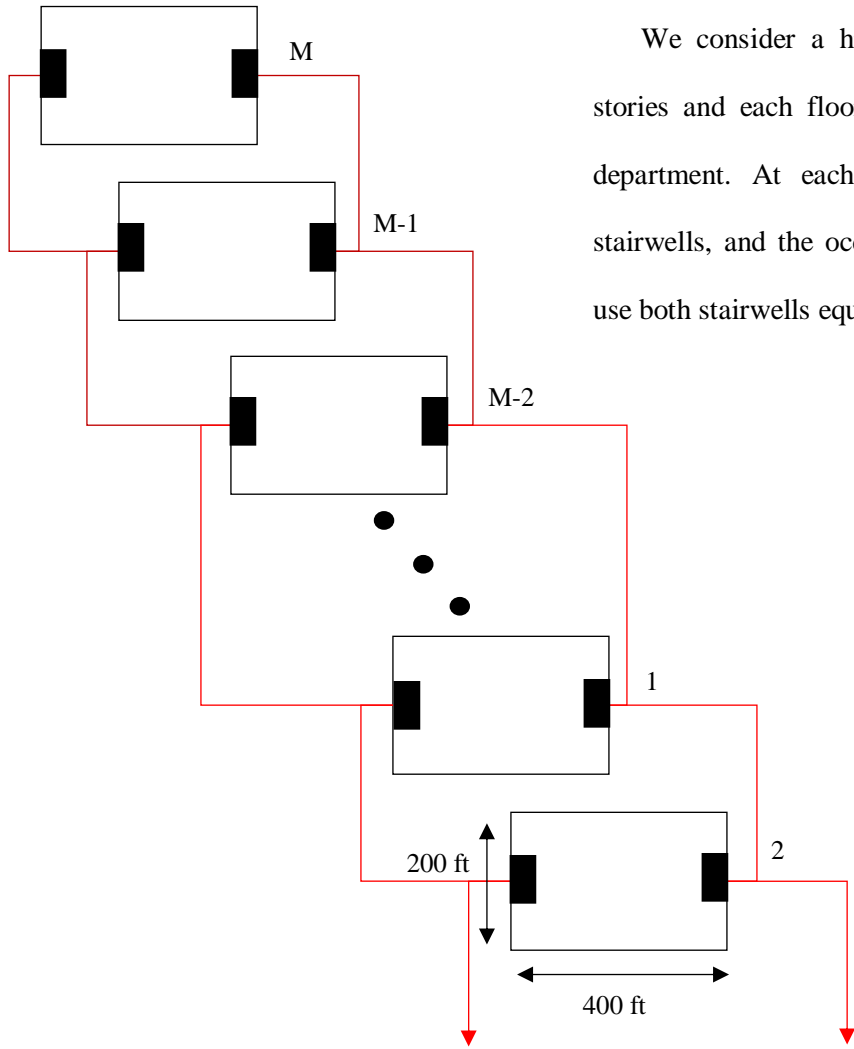 We consider a h
stories and each floo
department. At each
stairwells, and the occ
use both stairwells equ
M
M-1
M-2
1
2
200 ft
400 ft